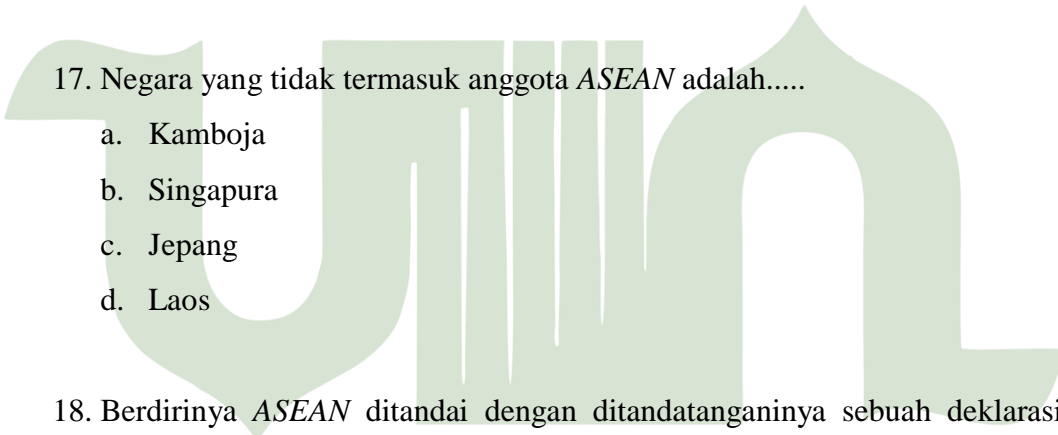 17. Negara yang tidak termasuk anggota ASEAN adalah.....
a. Kamboja
b. Singapura
c. Jepang
d. Laos
18. Berdirinya ASEAN ditandai dengan ditandatanganinya sebuah deklarasi